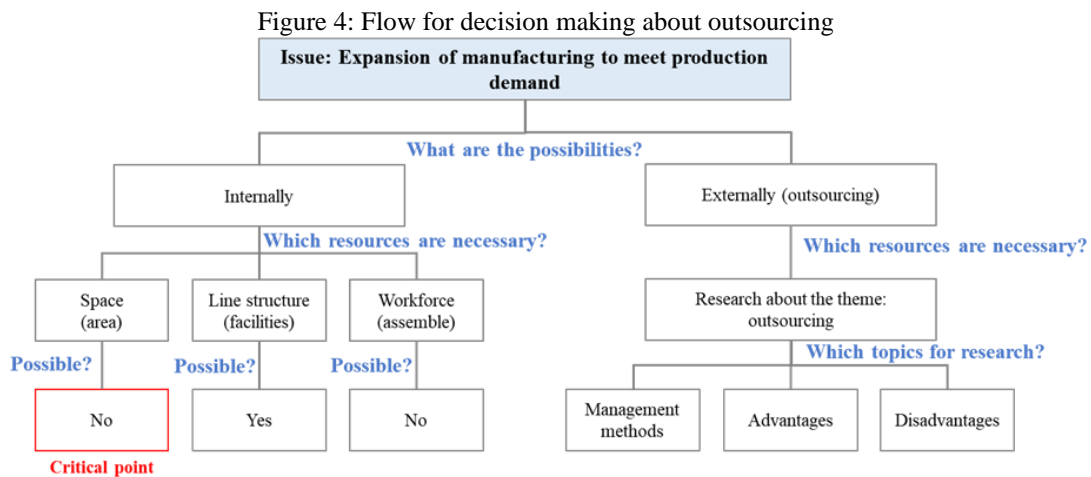 Figure 4: Flow for decision making about outsourcing
Issue: Expansion of manufacturing to meet production
demand
What are the possibilities?
Internally
Externally (outsourcing)
Which resources are necessary?
Which resources are necessary?
Space
(area)
Line structure
(facilities)
Workforce
(assemble)
Research about the theme:
outsourcing
Possible?
Possible?
Possible?
Which topics for research?
No
Yes
No
Management
methods
Advantages
Disadvantages
Critical point